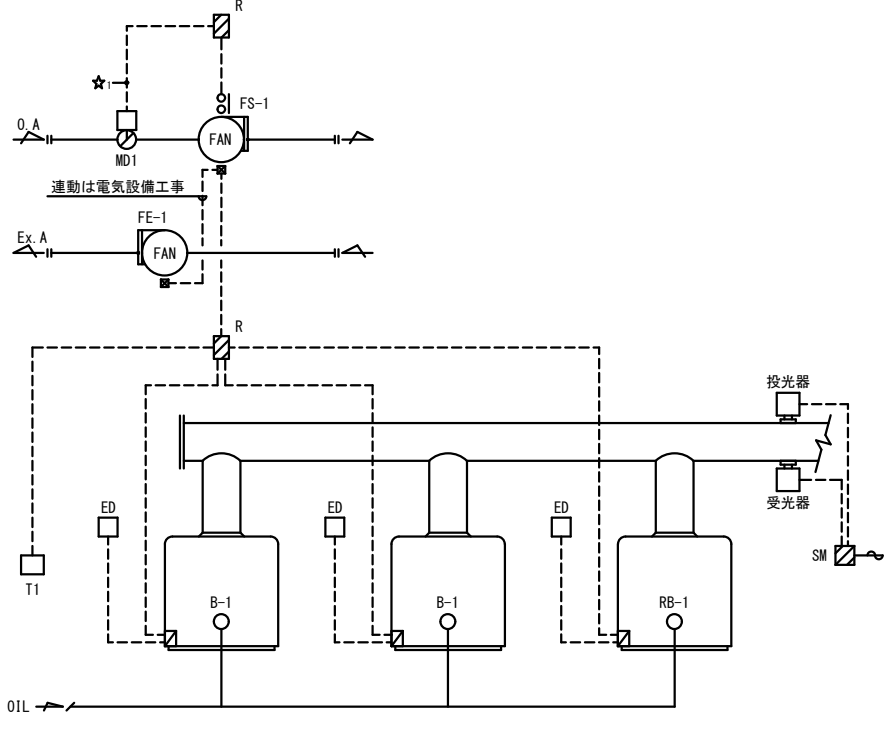 R
☆1
FS-1
O.A
FAN
MD1
連動は電気設備工事
FE-1
Ex.A
FAN
R
投光器
受光器
ED
ED
ED
SM
T1
B-1
B-1
RB-1
OIL